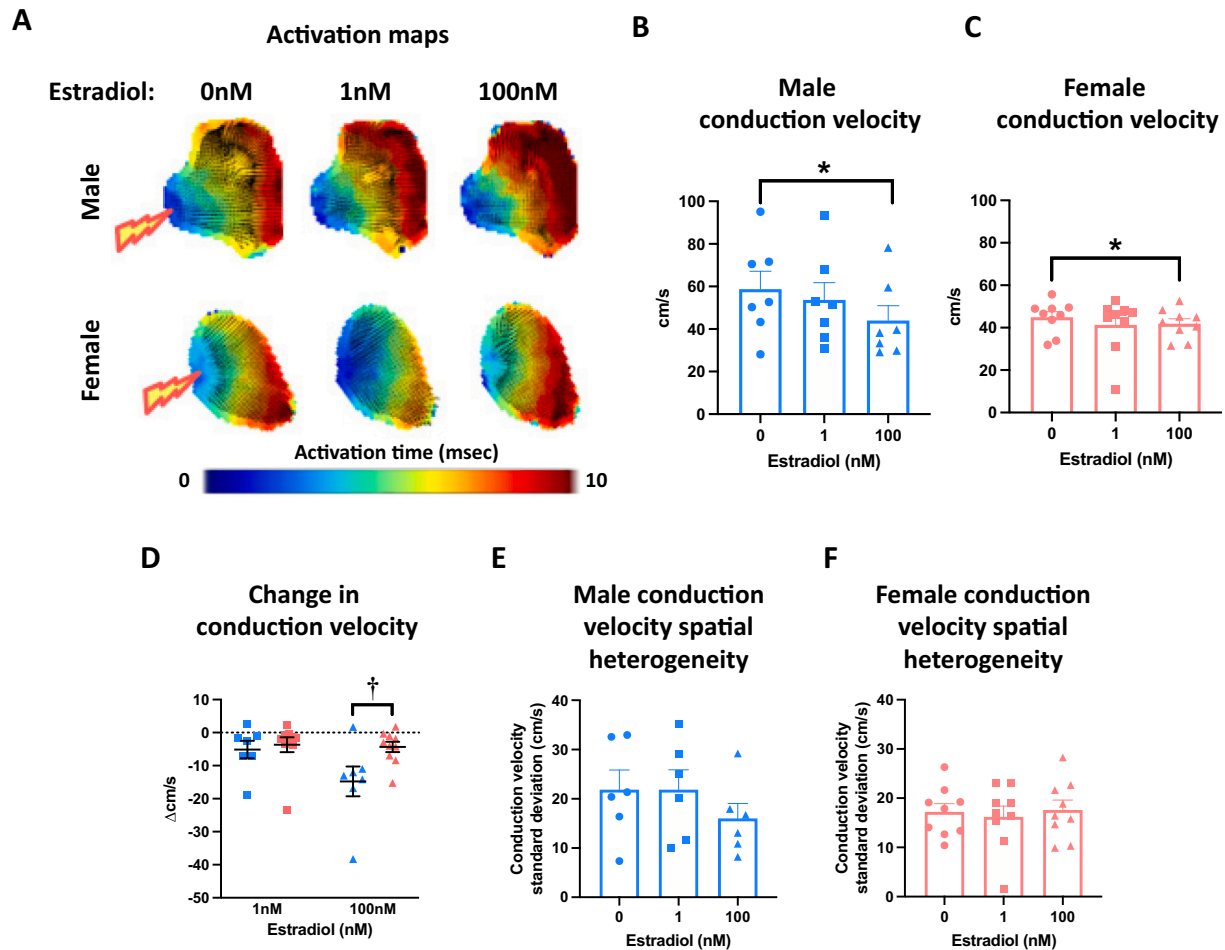 A
Activation maps
Estradiol: 0nM 1nM 100nM
Male
Female
Activation time (msec)
0 10
B
Male
conduction velocity
*
100
80
60
40
20
0
cm/s
0 1 100
Estradiol (nM)
C
Female
conduction velocity
*
100
80
60
40
20
0
cm/s
0 1 100
Estradiol (nM)
D
Change in
conduction velocity
†
10
0
-10
-20
-30
-40
-50
Δcm/s
1nM 100nM
Estradiol (nM)
E
Male conduction
velocity spatial
heterogeneity
40
30
20
10
0
Conduction velocity
standard deviation (cm/s)
0 1 100
Estradiol (nM)
F
Female conduction
velocity spatial
heterogeneity
40
30
20
10
0
Conduction velocity
standard deviation (cm/s)
0 1 100
Estradiol (nM)